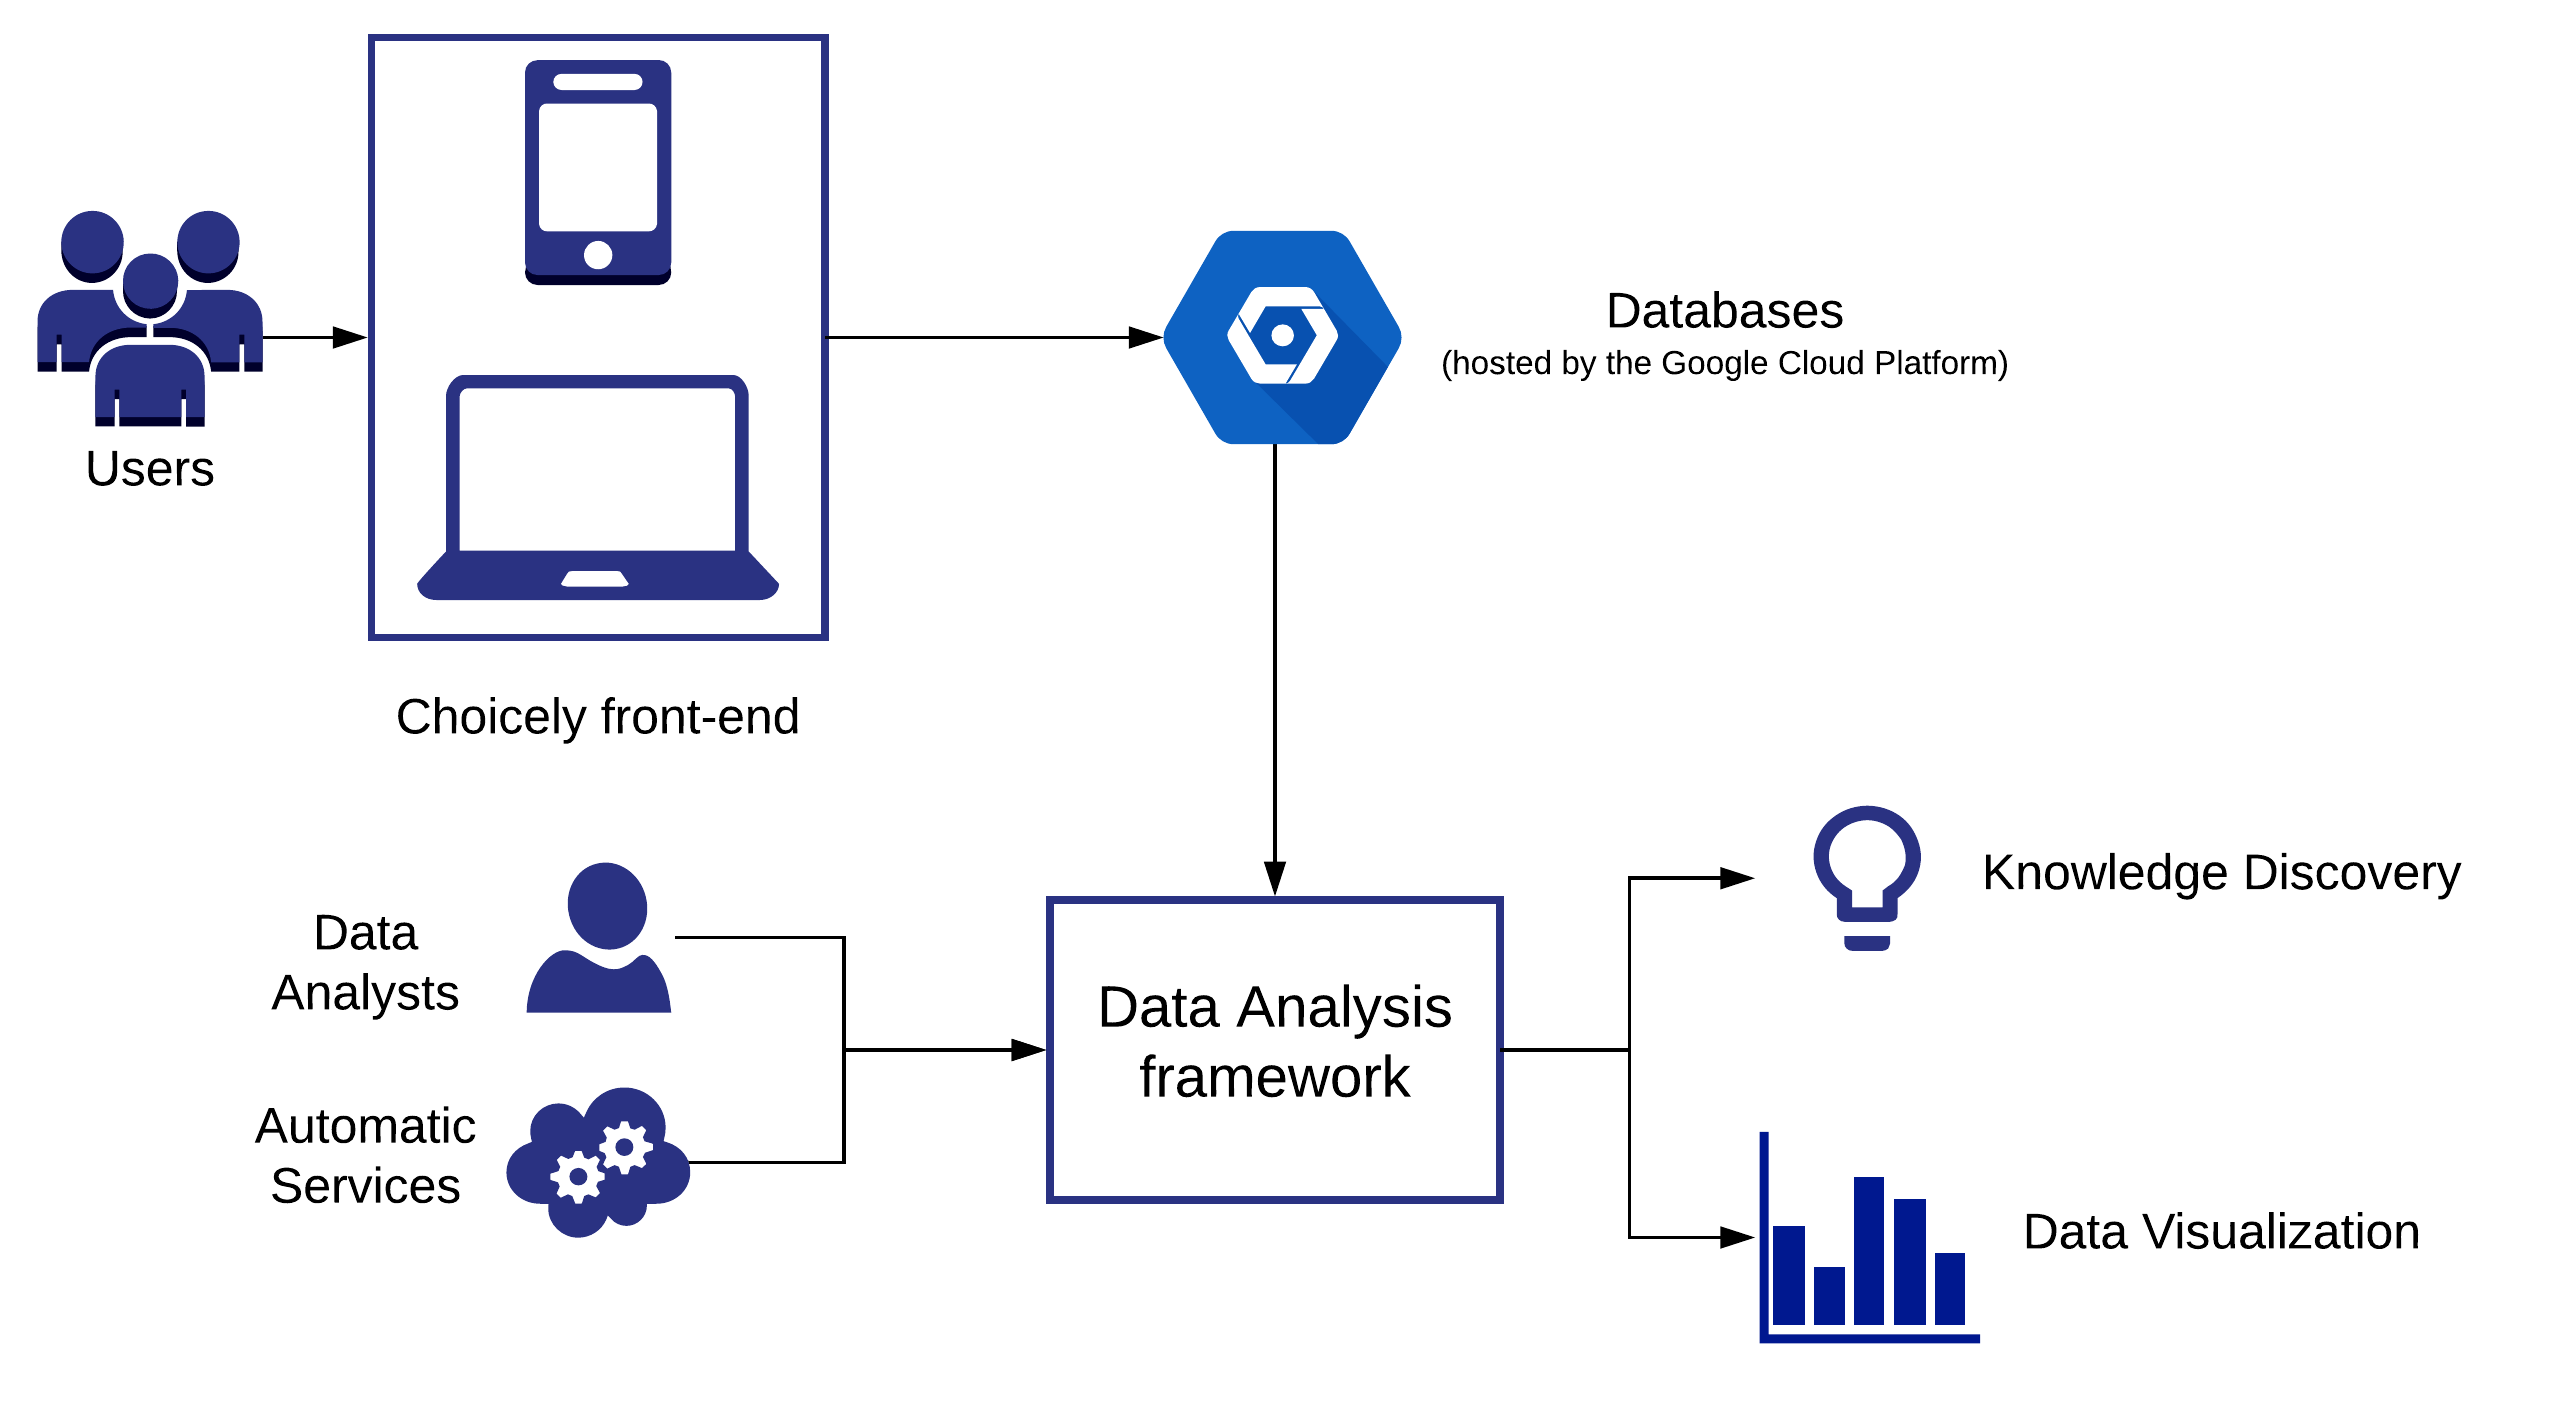 Users
Choicely front-end
Databases
(hosted by the Google Cloud Platform)
Data
Analysts
Automatic
Services
Data Analysis
framework
Knowledge Discovery
Data Visualization